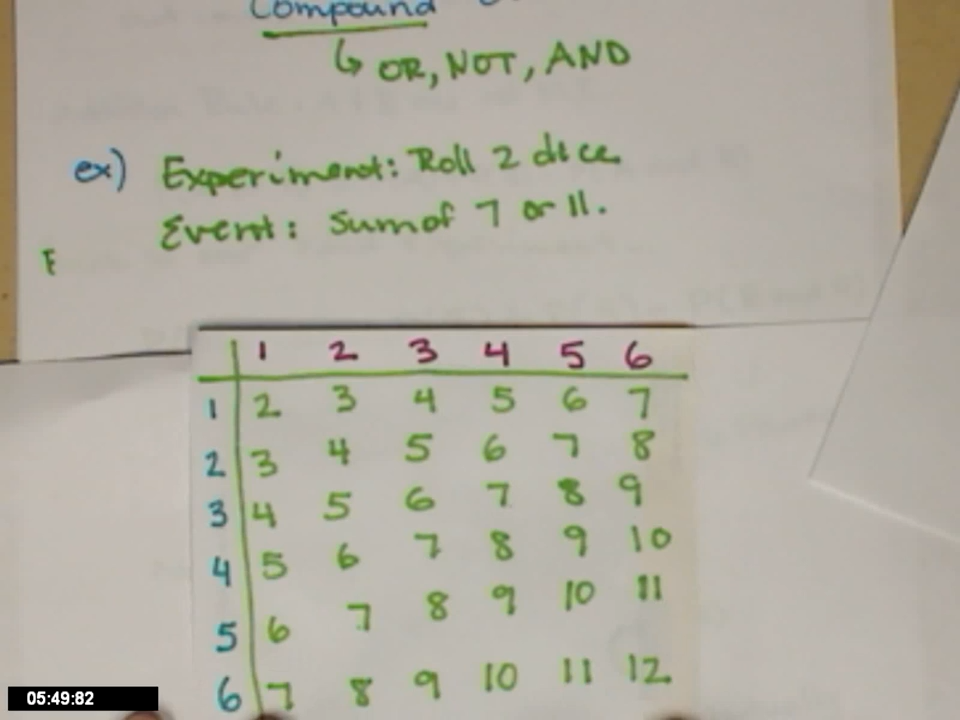 Compound
↳ OR, NOT, AND
ex) Experiment: Roll 2 dice
Event: Sum of 7 or 11.
E
1 2 3 4 5 6
1 2 3 4 5 6 7
2 3 4 5 6 7 8
3 4 5 6 7 8 9
4 5 6 7 8 9 10
5 6 7 8 9 10 11
6 7 8 9 10 11 12
05:49:82